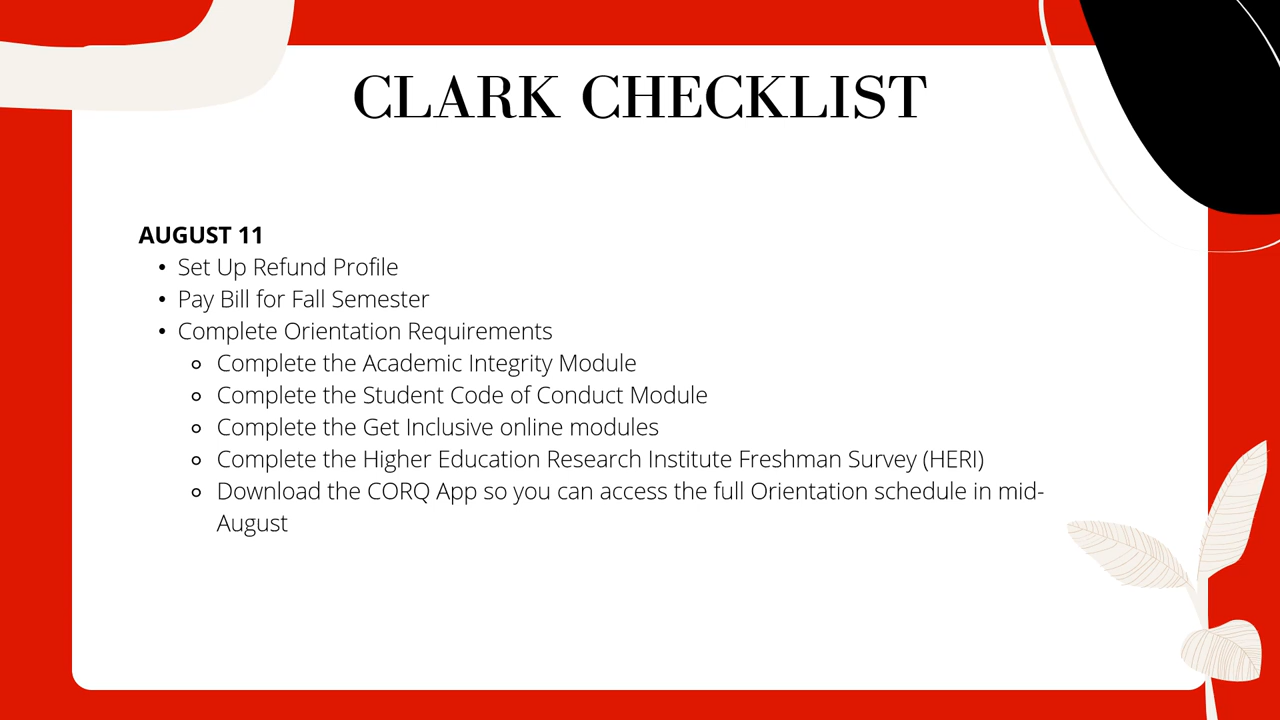 CLARK CHECKLIST
AUGUST 11
• Set Up Refund Profile
• Pay Bill for Fall Semester
• Complete Orientation Requirements
◦ Complete the Academic Integrity Module
◦ Complete the Student Code of Conduct Module
◦ Complete the Get Inclusive online modules
◦ Complete the Higher Education Research Institute Freshman Survey (HERI)
◦ Download the CORQ App so you can access the full Orientation schedule in mid-
August